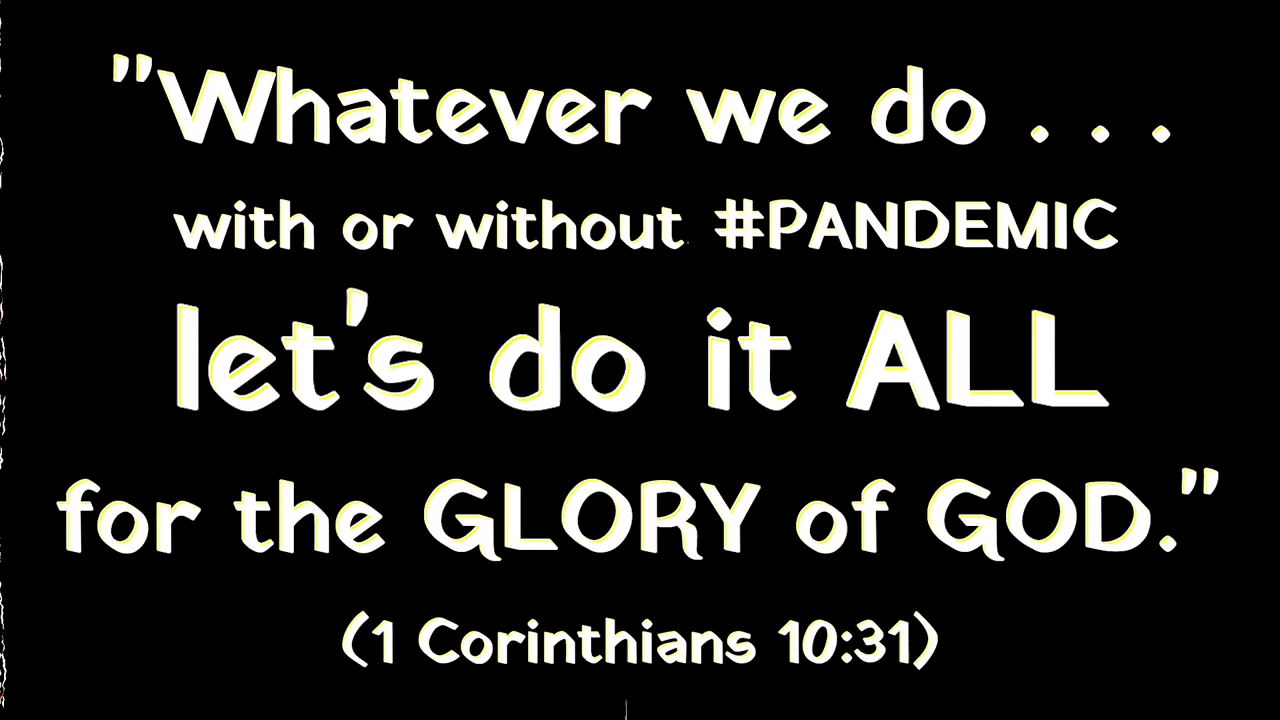 "Whatever we do . . .
with or without #PANDEMIC
let's do it ALL
for the GLORY of GOD."
(1 Corinthians 10:31)